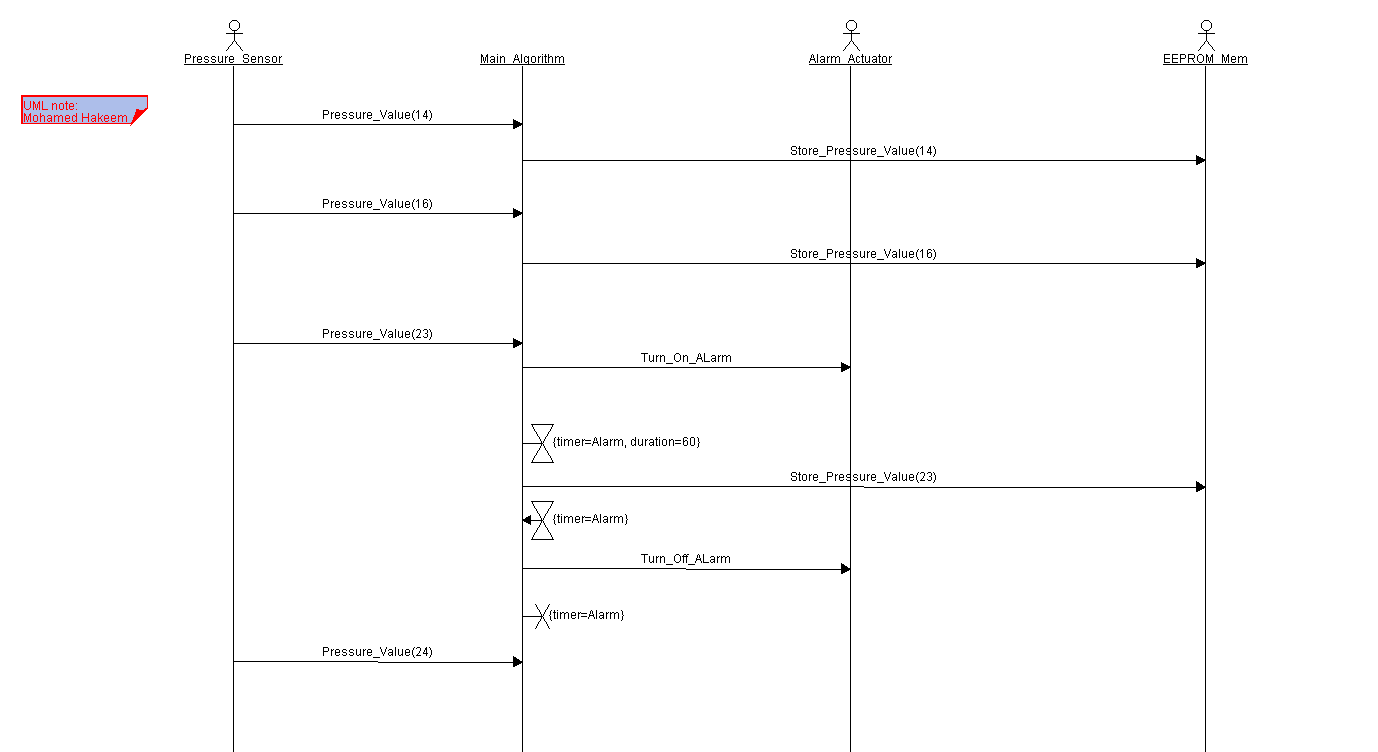 Pressure_Sensor
Main_Algorithm
Alarm_Actuator
EEPROM_Mem
UML note:
Mohamed Hakeem
Pressure_Value(14)
Store_Pressure_Value(14)
Pressure_Value(16)
Store_Pressure_Value(16)
Pressure_Value(23)
Turn_On_ALarm
{timer=Alarm, duration=60}
Store_Pressure_Value(23)
{timer=Alarm}
Turn_Off_ALarm
{timer=Alarm}
Pressure_Value(24)